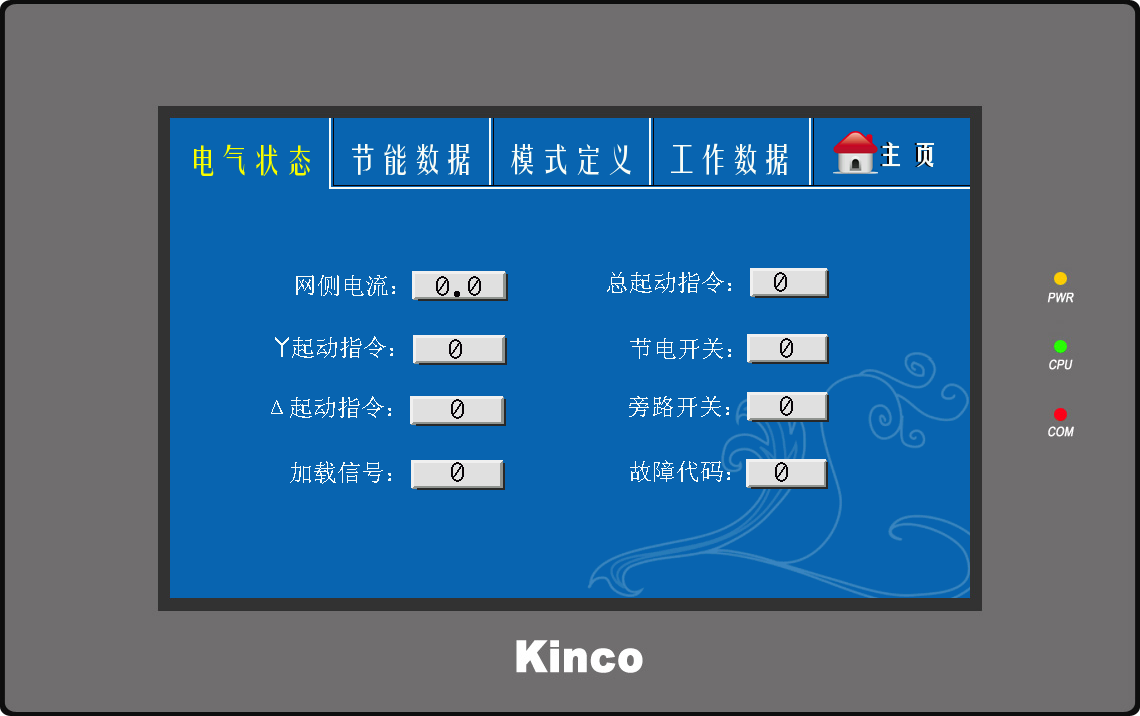 电气状态 节能数据 模式定义 工作数据 主 页
网侧电流： 0.0 总起动指令： 0
Y起动指令： 0 节电开关： 0
Δ起动指令： 0 旁路开关： 0
加载信号： 0 故障代码： 0
PWR
CPU
COM
Kinco